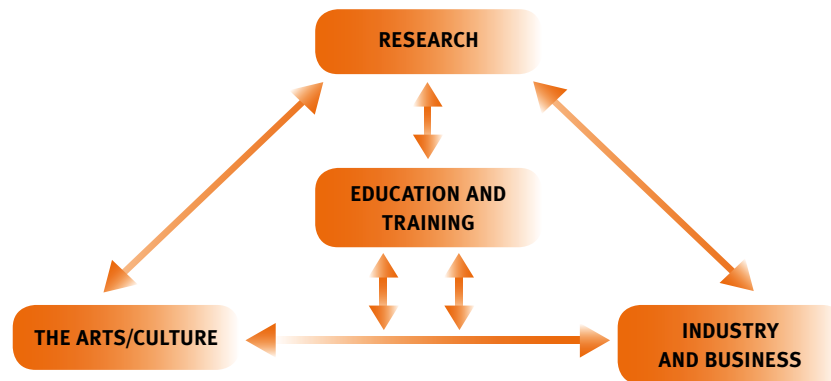 RESEARCH
EDUCATION AND
TRAINING
THE ARTS/CULTURE
INDUSTRY
AND BUSINESS